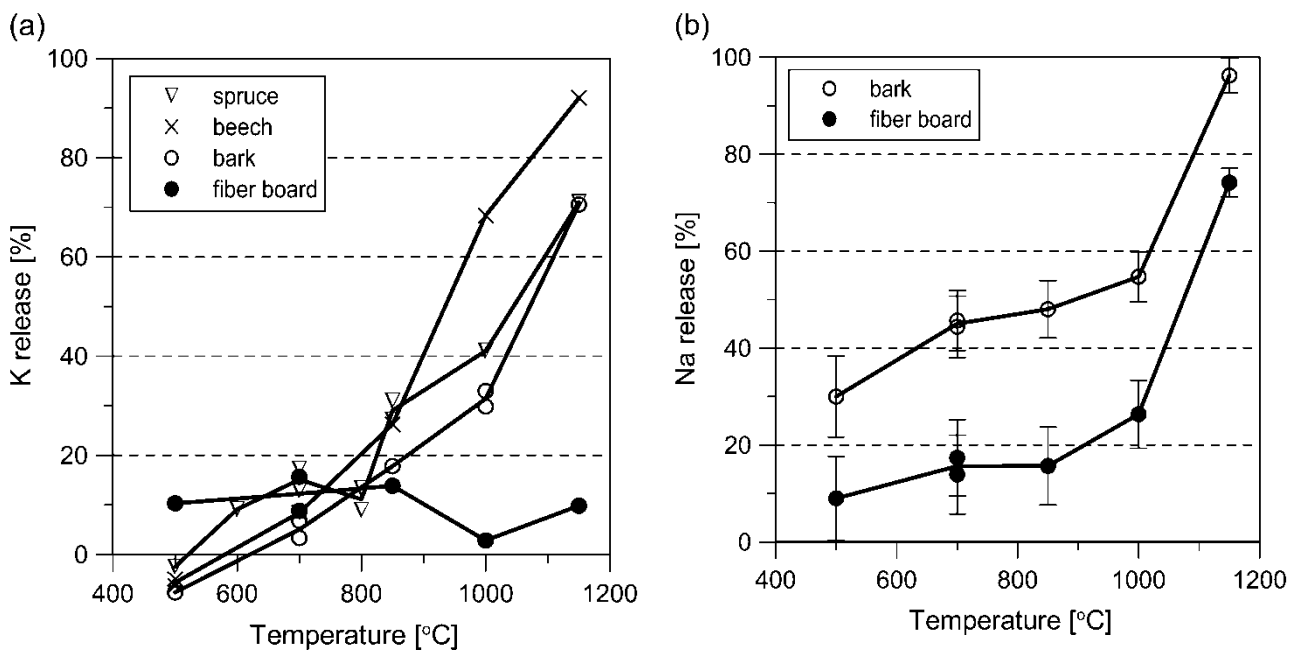 (a)
100
80
60
40
20
0
K release [%]
spruce
beech
bark
fiber board
400
600
800
1000
1200
Temperature [°C]
(b)
100
80
60
40
20
0
Na release [%]
bark
fiber board
400
600
800
1000
1200
Temperature [°C]